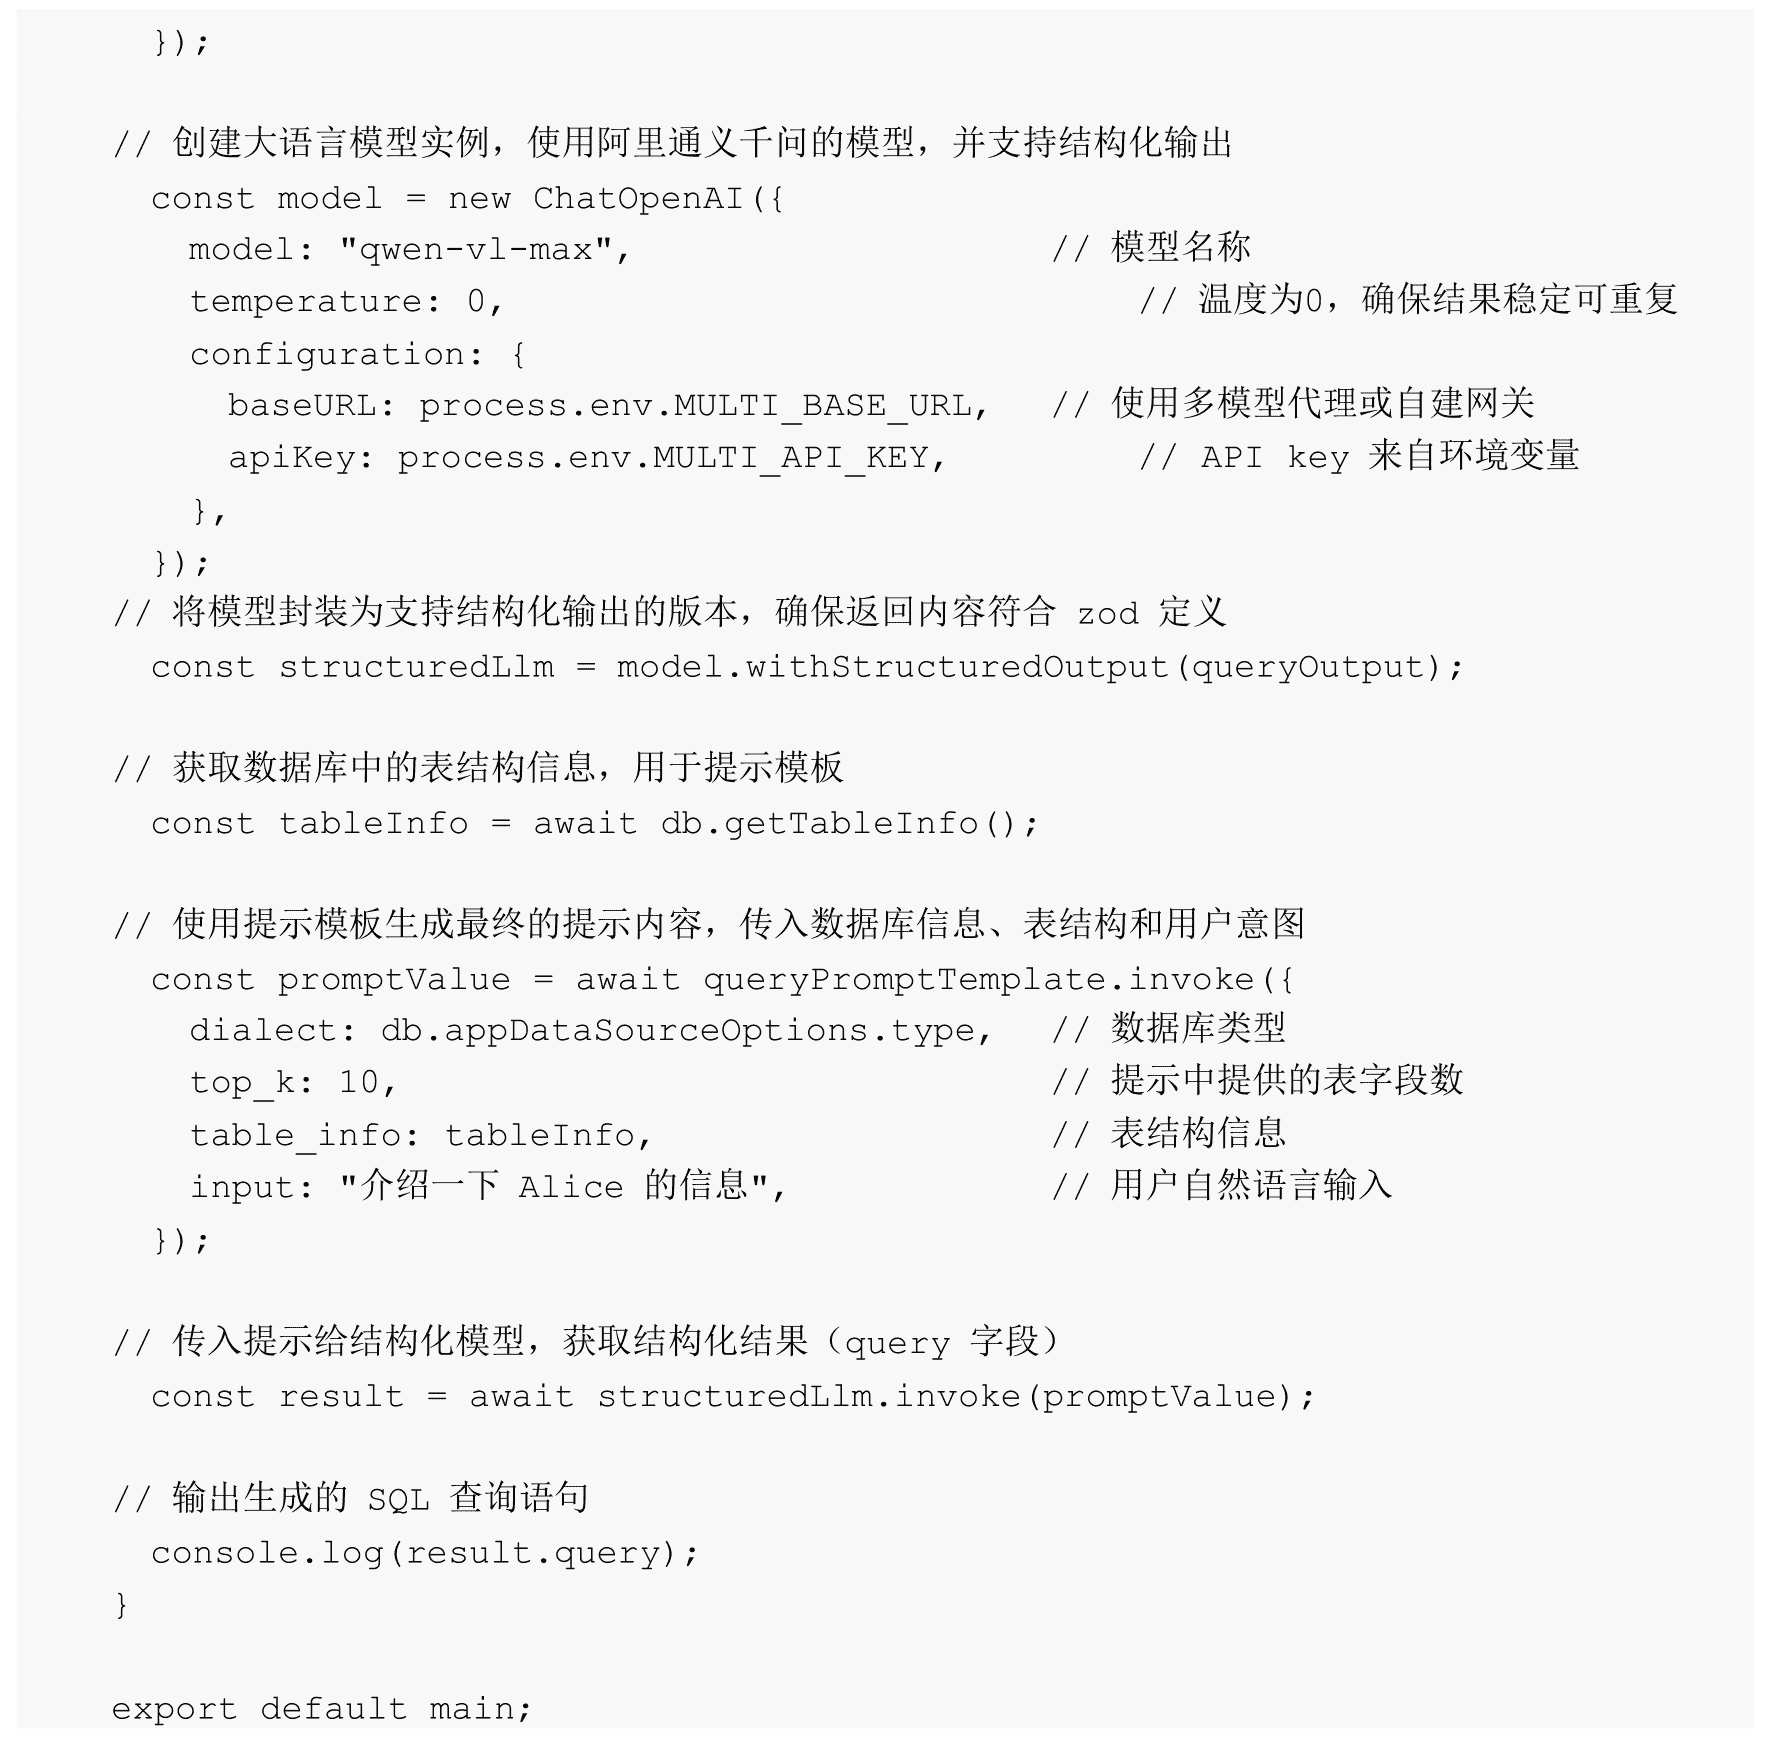 });
// 创建大语言模型实例，使用阿里通义千问的模型，并支持结构化输出
const model = new ChatOpenAI({
model: "qwen-vl-max", // 模型名称
temperature: 0, // 温度为0，确保结果稳定可重复
configuration: {
baseURL: process.env.MULTI_BASE_URL, // 使用多模型代理或自建网关
apiKey: process.env.MULTI_API_KEY, // API key 来自环境变量
},
});
// 将模型封装为支持结构化输出的版本，确保返回内容符合 zod 定义
const structuredLlm = model.withStructuredOutput(queryOutput);
// 获取数据库中的表结构信息，用于提示模板
const tableInfo = await db.getTableInfo();
// 使用提示模板生成最终的提示内容，传入数据库信息、表结构和用户意图
const promptValue = await queryPromptTemplate.invoke({
dialect: db.appDataSourceOptions.type, // 数据库类型
top_k: 10, // 提示中提供的表字段数
table_info: tableInfo, // 表结构信息
input: "介绍一下 Alice 的信息", // 用户自然语言输入
});
// 传入提示给结构化模型，获取结构化结果（query 字段）
const result = await structuredLlm.invoke(promptValue);
// 输出生成的 SQL 查询语句
console.log(result.query);
}
export default main;